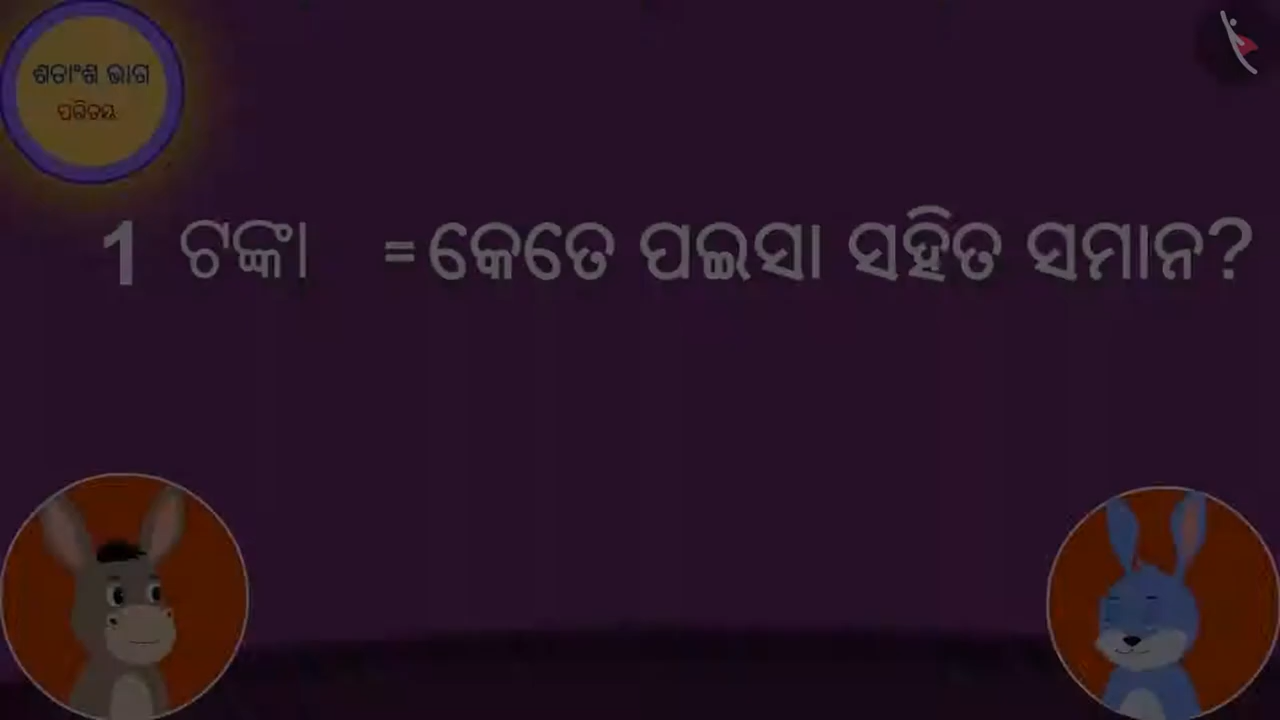 ଶତାଂଶ ଭାଗ
ପରିଚୟ
1 ଟଙ୍କା = କେତେ ପଇସା ସହିତ ସମାନ?